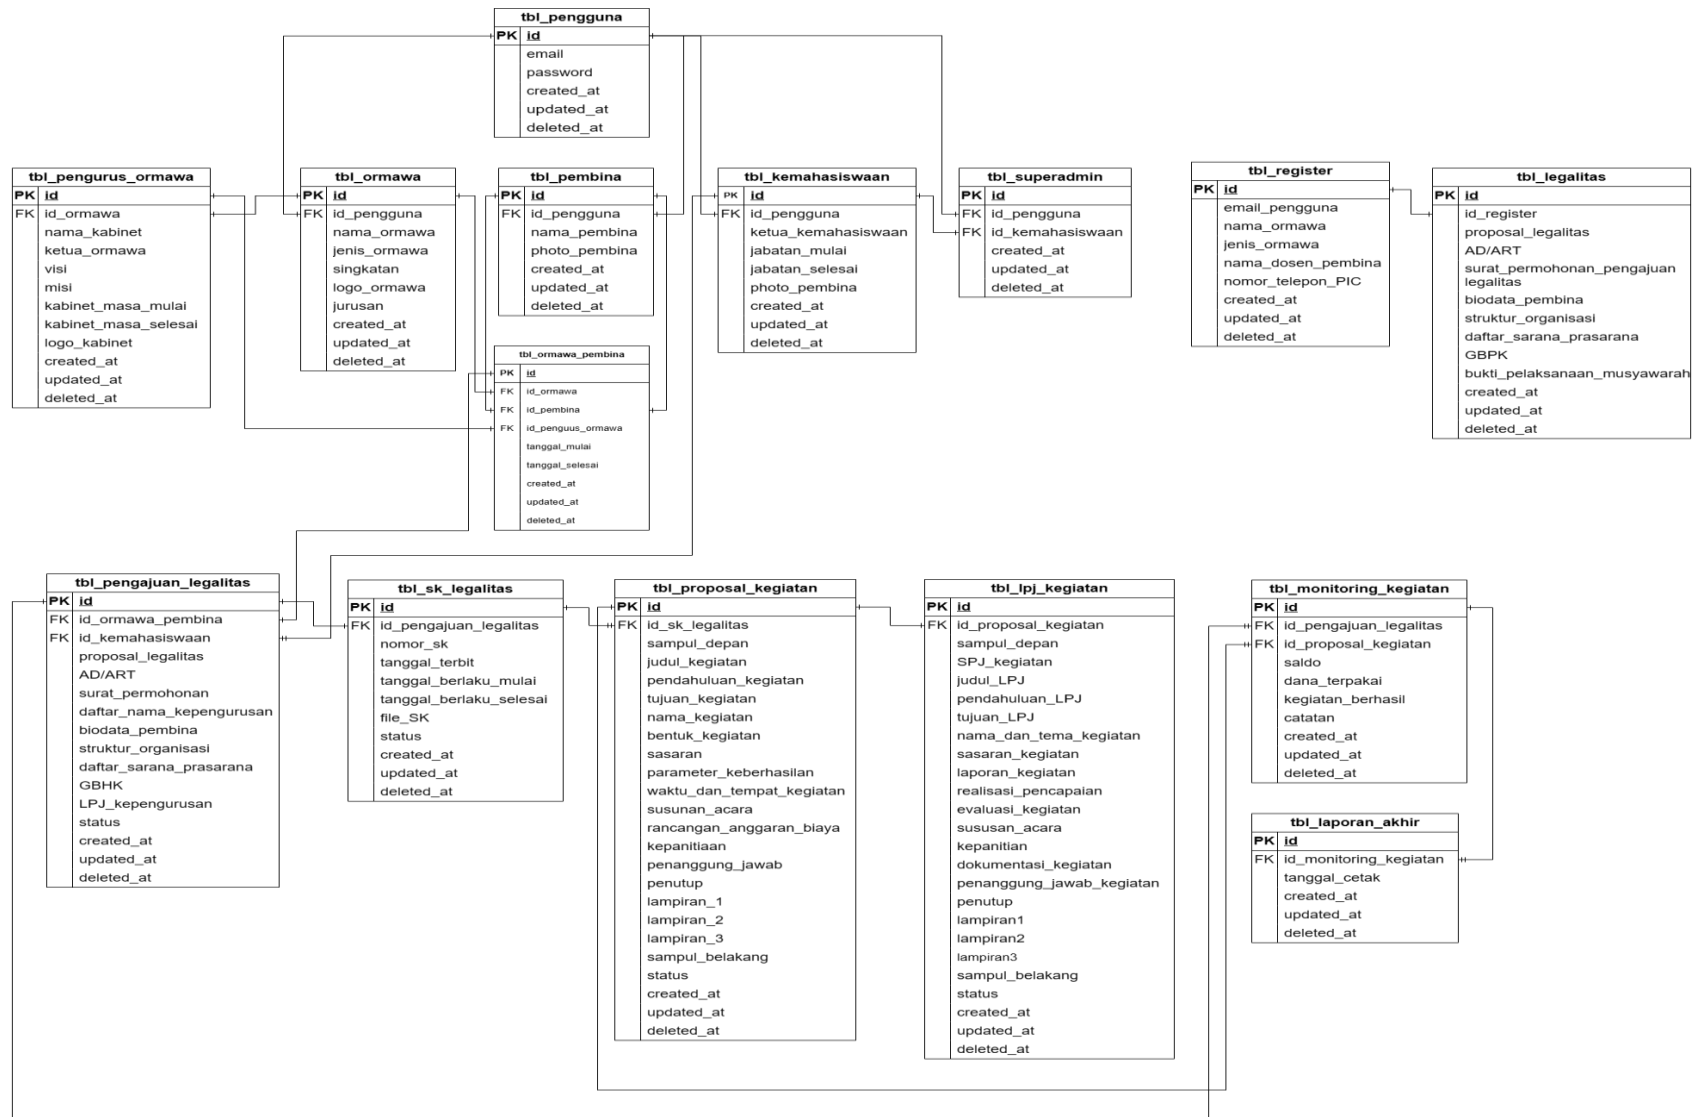 tbl_pengguna
PK id
email
password
created_at
updated_at
deleted_at
tbl_pengurus_ormawa
PK id
FK id_ormawa
nama_kabinet
ketua_ormawa
visi
misi
kabinet_masa_mulai
kabinet_masa_selesai
logo_kabinet
created_at
updated_at
deleted_at
tbl_ormawa
PK id
FK id_pengguna
nama_ormawa
jenis_ormawa
singkatan
logo_ormawa
jurusan
created_at
updated_at
deleted_at
tbl_pembina
PK id
FK id_pengguna
nama_pembina
photo_pembina
created_at
updated_at
deleted_at
tbl_ormawa_pembina
PK id
FK id_ormawa
FK id_pembina
FK id_penguus_ormawa
tanggal_mulai
tanggal_selesai
created_at
updated_at
deleted_at
tbl_kemahasiswaan
PK id
FK id_pengguna
ketua_kemahasiswaan
jabatan_mulai
jabatan_selesai
photo_pembina
created_at
updated_at
deleted_at
tbl_superadmin
PK id
FK id_pengguna
FK id_kemahasiswaan
created_at
updated_at
deleted_at
tbl_register
PK id
email_pengguna
nama_ormawa
jenis_ormawa
nama_dosen_pembina
nomor_telepon_PIC
created_at
updated_at
deleted_at
tbl_legalitas
PK id
id_register
proposal_legalitas
AD/ART
surat_permohonan_pengajuan
legalitas
biodata_pembina
struktur_organisasi
daftar_sarana_prasarana
GBPK
bukti_pelaksanaan_musyawarah
created_at
updated_at
deleted_at
tbl_pengajuan_legalitas
PK id
FK id_ormawa_pembina
FK id_kemahasiswaan
proposal_legalitas
AD/ART
surat_permohonan
daftar_nama_kepengurusan
biodata_pembina
struktur_organisasi
daftar_sarana_prasarana
GBHK
LPJ_kepengurusan
status
created_at
updated_at
deleted_at
tbl_sk_legalitas
PK id
FK id_pengajuan_legalitas
nomor_sk
tanggal_terbit
tanggal_berlaku_mulai
tanggal_berlaku_selesai
file_SK
status
created_at
updated_at
deleted_at
tbl_proposal_kegiatan
PK id
FK id_sk_legalitas
sampul_depan
judul_kegiatan
pendahuluan_kegiatan
tujuan_kegiatan
nama_kegiatan
bentuk_kegiatan
sasaran
parameter_keberhasilan
waktu_dan_tempat_kegiatan
susunan_acara
rancangan_anggaran_biaya
kepanitiaan
penanggung_jawab
penutup
lampiran_1
lampiran_2
lampiran_3
sampul_belakang
status
created_at
updated_at
deleted_at
tbl_lpj_kegiatan
PK id
FK id_proposal_kegiatan
sampul_depan
SPJ_kegiatan
judul_LPJ
pendahuluan_LPJ
tujuan_LPJ
nama_dan_tema_kegiatan
sasaran_kegiatan
laporan_kegiatan
realisasi_pencapaian
evaluasi_kegiatan
sususan_acara
kepanitian
dokumentasi_kegiatan
penanggung_jawab_kegiatan
penutup
lampiran1
lampiran2
lampiran3
sampul_belakang
status
created_at
updated_at
deleted_at
tbl_monitoring_kegiatan
PK id
FK id_pengajuan_legalitas
FK id_proposal_kegiatan
saldo
dana_terpakai
kegiatan_berhasil
catatan
created_at
updated_at
deleted_at
tbl_laporan_akhir
PK id
FK id_monitoring_kegiatan
tanggal_cetak
created_at
updated_at
deleted_at